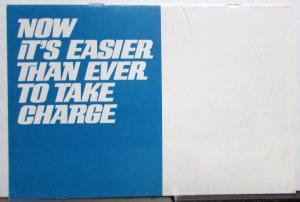 NOW
IT'S EASIER
THAN EVER
TO TAKE
CHARGE